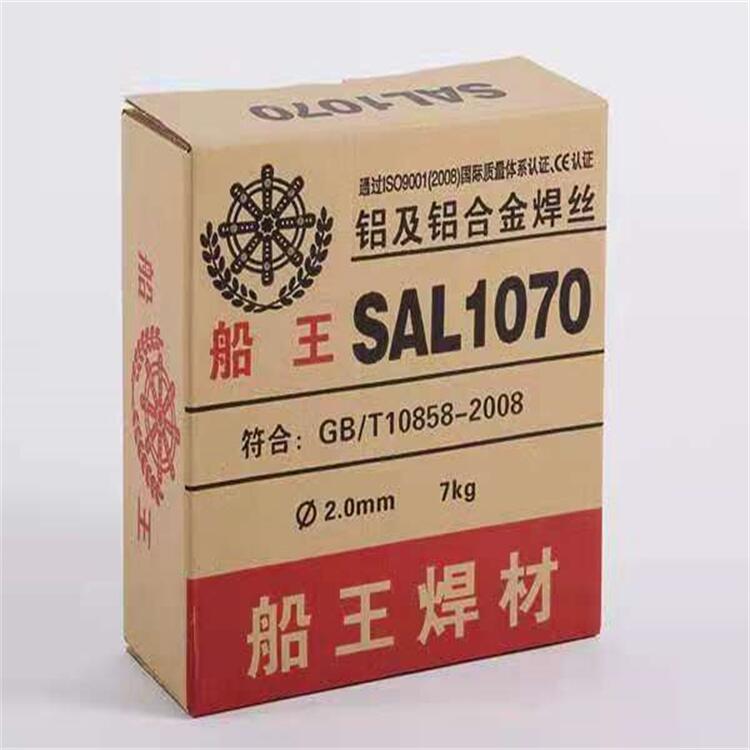 SAL1070
通过ISO9001(2008)国际质量体系认证、CE认证
铝及铝合金焊丝
船王 SAL1070
符合：GB/T10858-2008
Ø 2.0mm 7kg
船王焊材
船王